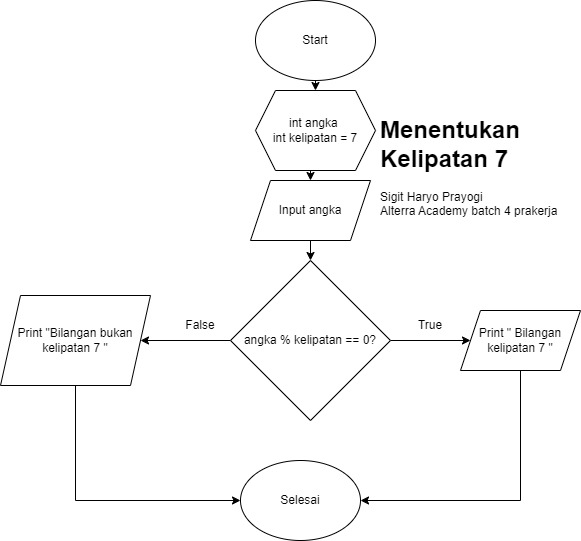 Start
int angka
int kelipatan = 7
Menentukan
Kelipatan 7
Sigit Haryo Prayogi
Alterra Academy batch 4 prakerja
Input angka
angka % kelipatan == 0?
False
True
Print "Bilangan bukan
kelipatan 7 "
Print " Bilangan
kelipatan 7 "
Selesai